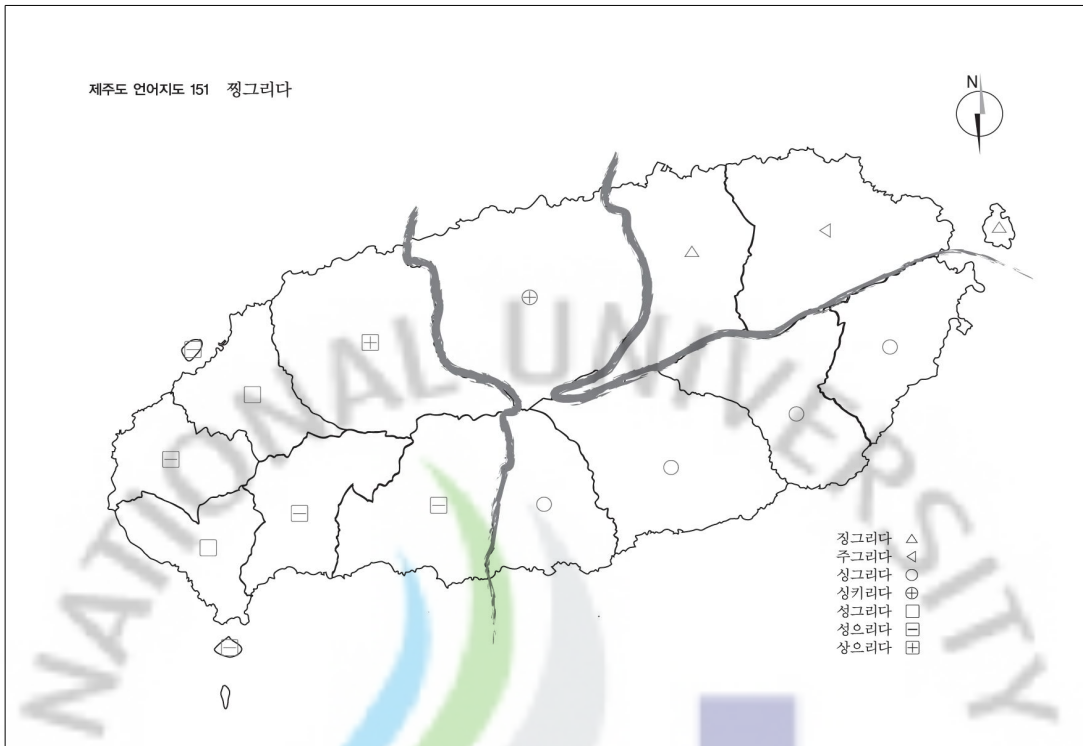 제주도 언어지도 151 찡그리다
N
징그리다 △
주그리다 ◁
싱그리다 ○
싱키리다 ⊕
성그리다 □
성으리다 ⊟
상으리다 ⊞
NATIONAL UNIVERSITY